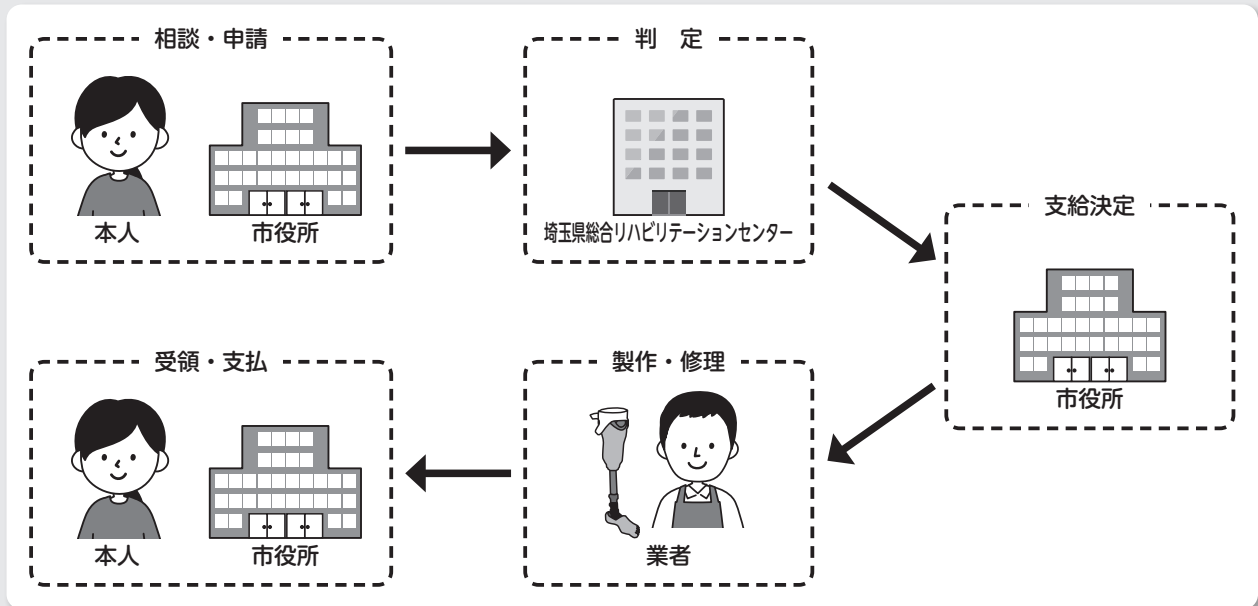 相談・申請
本人
市役所
判　定
埼玉県総合リハビリテーションセンター
支給決定
市役所
製作・修理
業者
受領・支払
本人
市役所